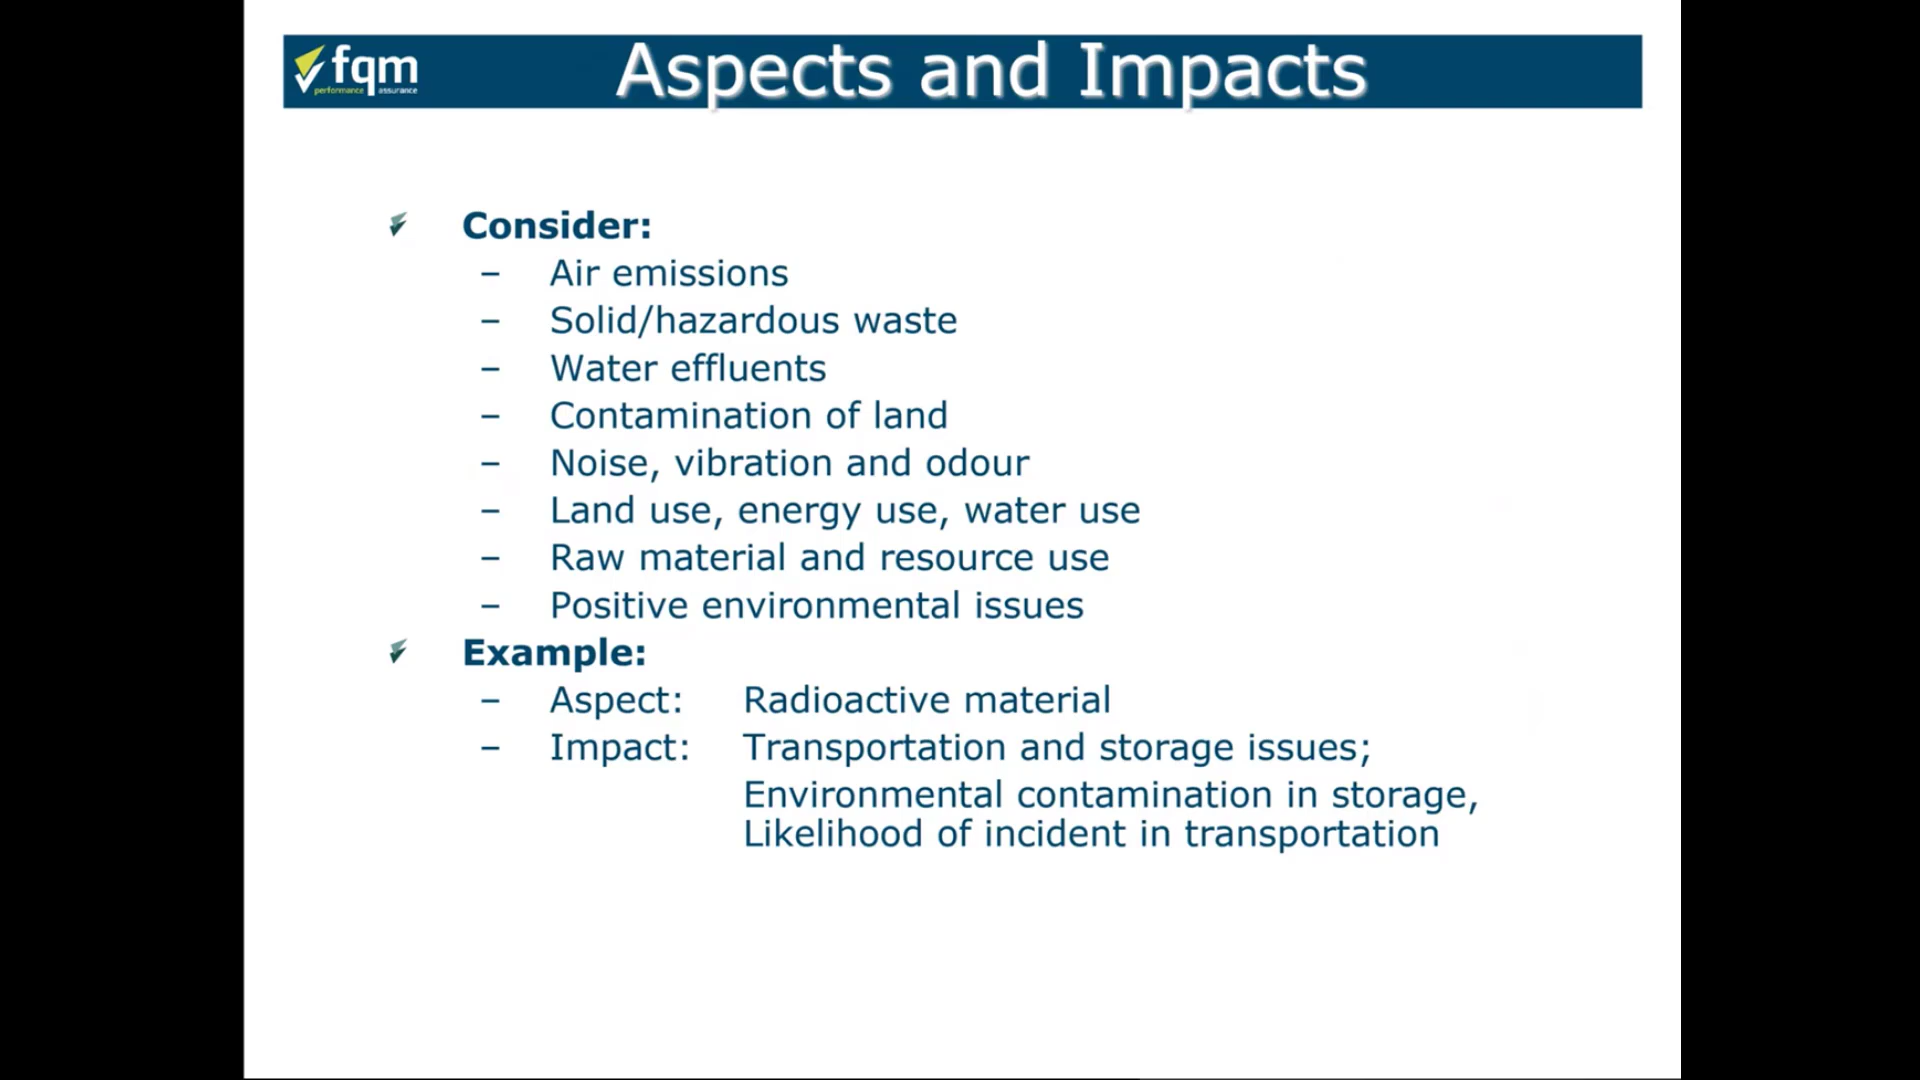 fqm
performance assurance
Aspects and Impacts
Consider:
– Air emissions
– Solid/hazardous waste
– Water effluents
– Contamination of land
– Noise, vibration and odour
– Land use, energy use, water use
– Raw material and resource use
– Positive environmental issues
Example:
– Aspect: Radioactive material
– Impact: Transportation and storage issues;
Environmental contamination in storage,
Likelihood of incident in transportation